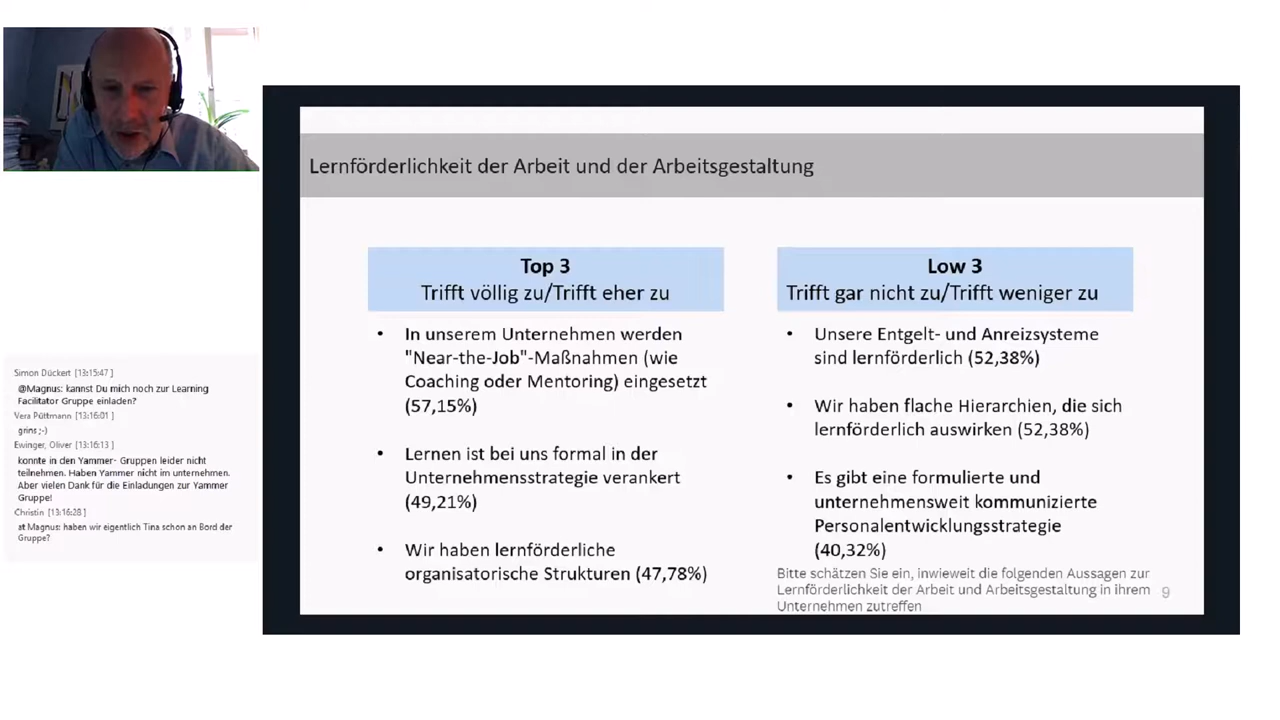 Lernförderlichkeit der Arbeit und der Arbeitsgestaltung
Top 3
Trifft völlig zu/Trifft eher zu
• In unserem Unternehmen werden
"Near-the-Job"-Maßnahmen (wie
Coaching oder Mentoring) eingesetzt
(57,15%)
• Lernen ist bei uns formal in der
Unternehmensstrategie verankert
(49,21%)
• Wir haben lernförderliche
organisatorische Strukturen (47,78%)
Low 3
Trifft gar nicht zu/Trifft weniger zu
• Unsere Entgelt- und Anreizsysteme
sind lernförderlich (52,38%)
• Wir haben flache Hierarchien, die sich
lernförderlich auswirken (52,38%)
• Es gibt eine formulierte und
unternehmensweit kommunizierte
Personalentwicklungsstrategie
(40,32%)
Bitte schätzen Sie ein, inwieweit die folgenden Aussagen zur
Lernförderlichkeit der Arbeit und Arbeitsgestaltung in ihrem
Unternehmen zutreffen
9
Simon Dückert [13:15:47]
@Magnus: kannst Du mich noch zur Learning
Facilitator Gruppe einladen?
Vera Püttmann [13:16:01]
grins ;-)
Ewinger, Oliver [13:16:13]
konnte in den Yammer- Gruppen leider nicht
teilnehmen. Haben Yammer nicht im unternehmen.
Aber vielen Dank für die Einladungen zur Yammer
Gruppe!
Christin [13:16:28]
at Magnus: haben wir eigentlich Tina schon an Bord der
Gruppe?